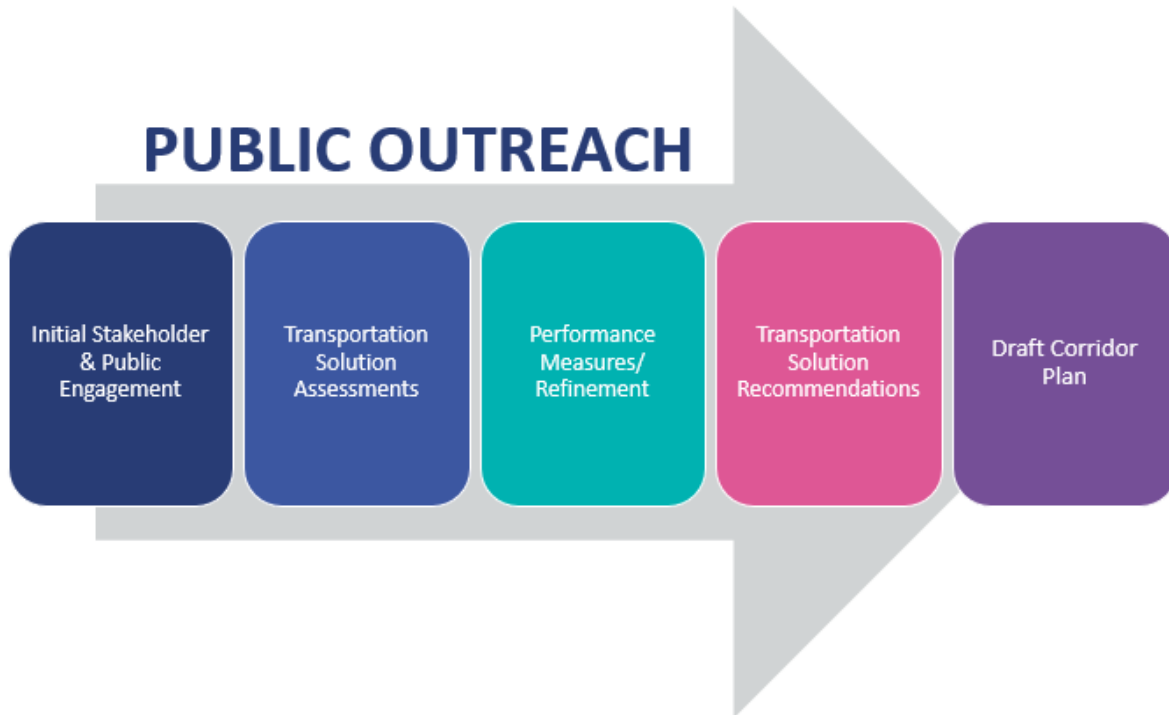 PUBLIC OUTREACH
Initial Stakeholder
& Public
Engagement
Transportation
Solution
Assessments
Performance
Measures/
Refinement
Transportation
Solution
Recommendations
Draft Corridor
Plan